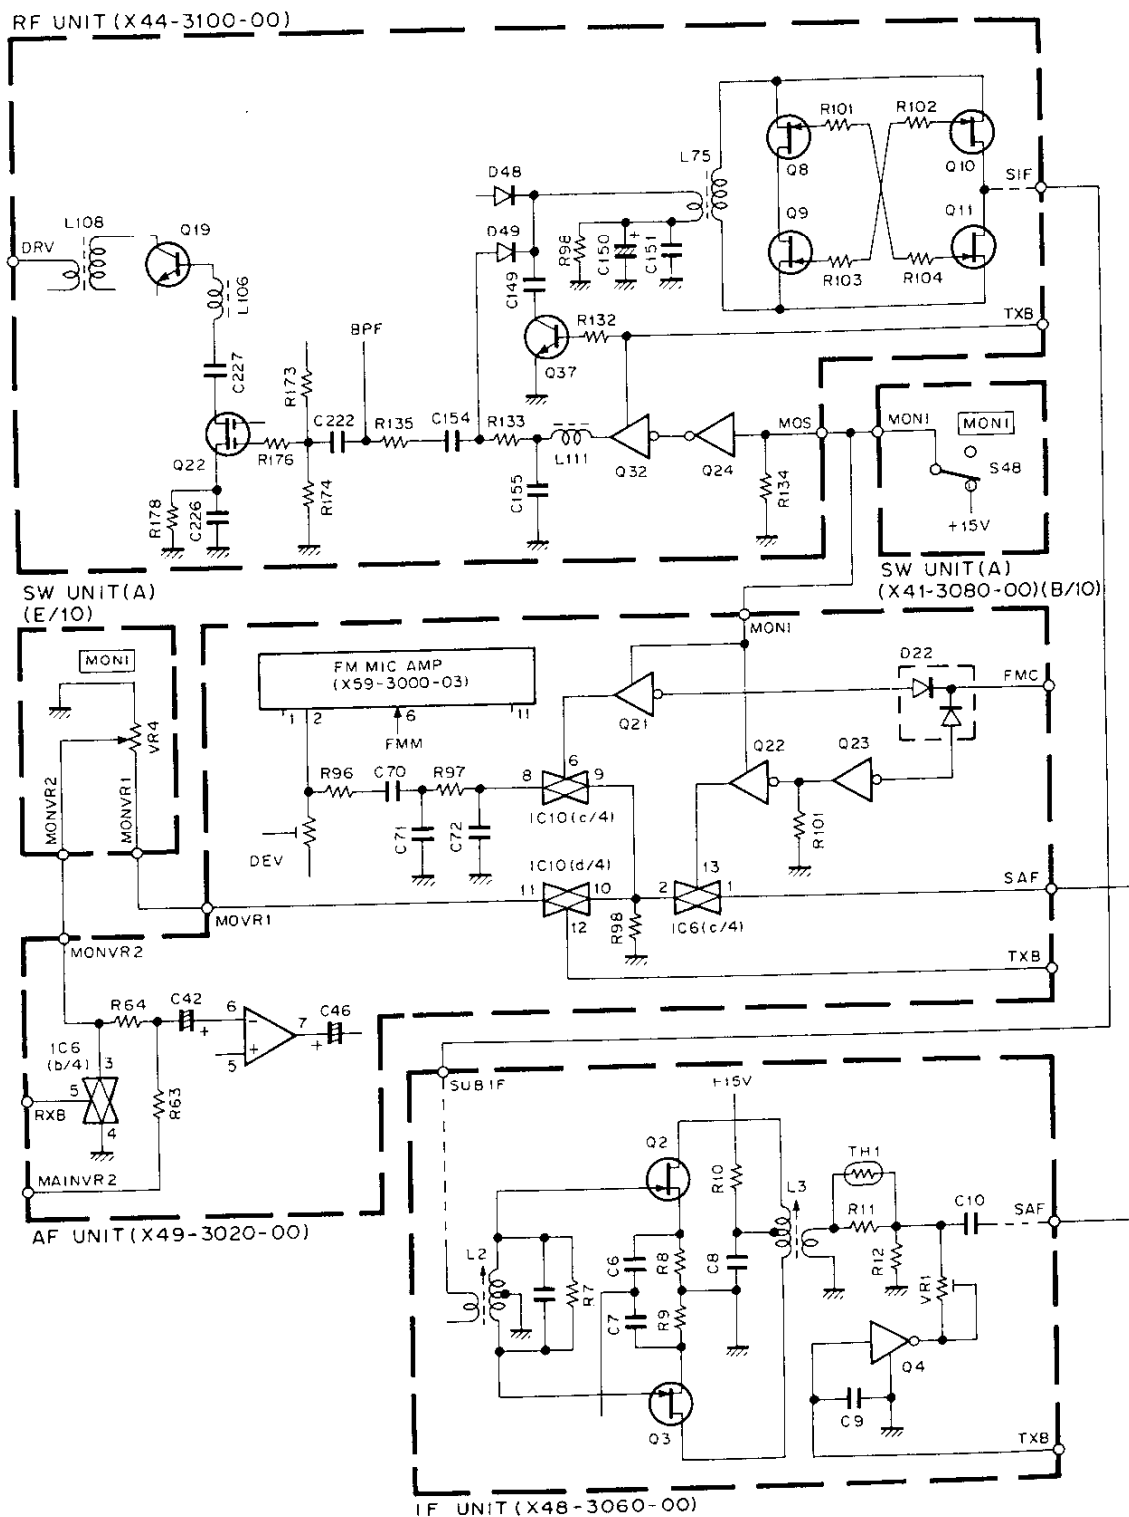 RF UNIT (X44-3100-00)
R101
R102
Q8
Q10
L75
D48
SIF
L108
Q19
DRV
Q9
Q11
D49
R98
C150
+
C151
R103
R104
L106
C149
TXB
R132
BPF
Q37
C227
R173
C222
R135
C154
R133
MOS
MONI
MONI
S48
L
Q22
R176
L111
Q32
Q24
R174
R134
C155
R178
C226
+15V
SW UNIT(A)
(E/10)
SW UNIT(A)
(X41-3080-00)(B/10)
MONI
MONI
D22
FM MIC AMP
(X59-3000-03)
FMC
1
2
6
11
Q21
VR4
FMM
Q22
Q23
MONVR2
MONVR1
R96
C70
R97
8
6
9
IC10(c/4)
C71
C72
R101
DEV
IC10(d/4)
13
11
10
2
1
SAF
MOVR1
12
R98
IC6(c/4)
MONVR2
TXB
R64
C42
6
C46
+
-
7
+
IC6
(b/4)
3
+
5
5
R63
RXB
4
SUBIF
+15V
MAINVR2
Q2
TH1
R10
L3
C10
AF UNIT(X49-3020-00)
R11
SAF
L2
C6
R8
C8
R12
R7
VR1
C7
R9
Q4
C9
Q3
TXB
IF UNIT(X48-3060-00)